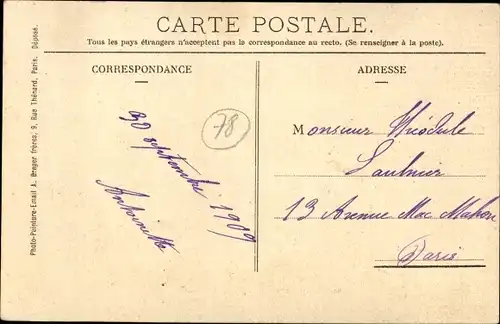 CARTE POSTALE.
Tous les pays étrangers n'acceptent pas la correspondance au recto. (Se renseigner à la poste).
CORRESPONDANCE
ADRESSE
Photo-Peinture-Email A. Breger frères, 9, Rue Thénard, Paris. Déposé.
78
30 septembre 1909
Antoinette
Monsieur Nicodule
Saulnier
13 Avenue Mac Mahon
Paris